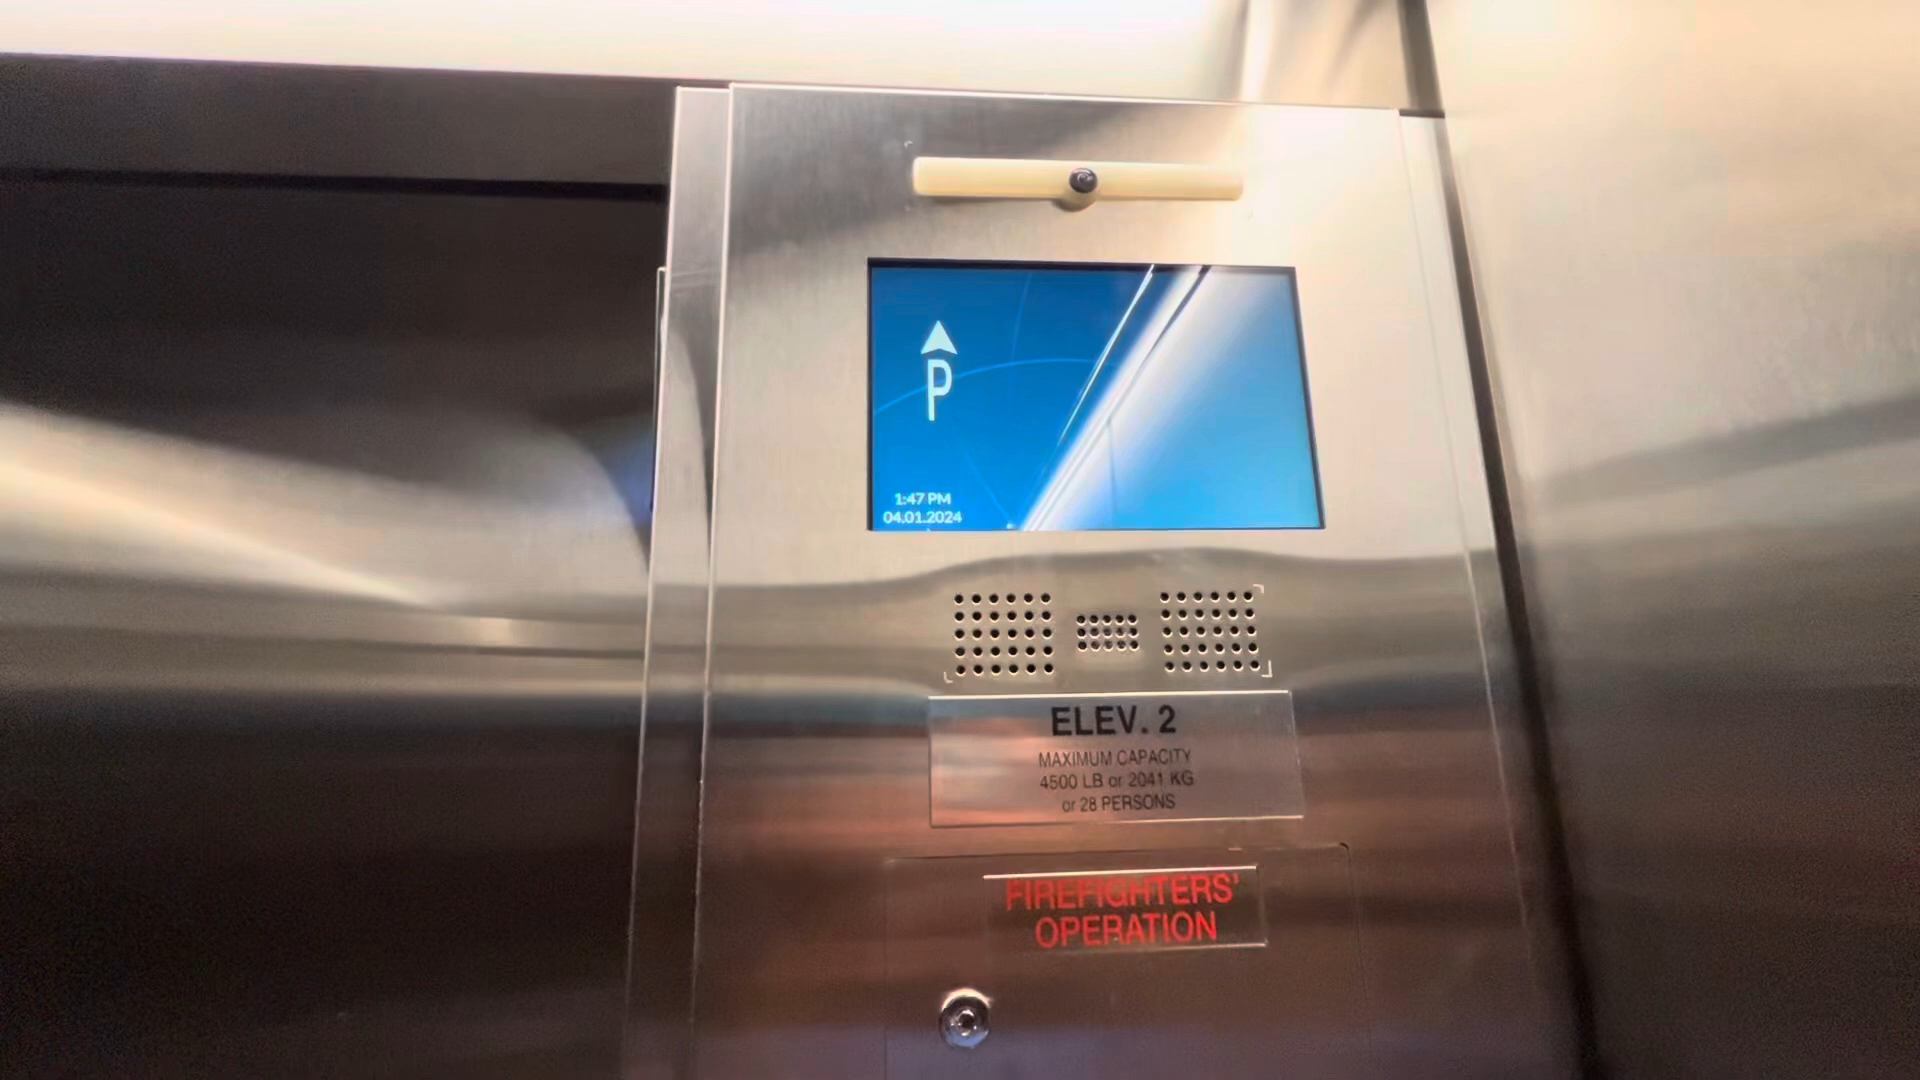 P
1:47 PM
04.01.2024
ELEV. 2
MAXIMUM CAPACITY
4500 LB or 2041 KG
or 28 PERSONS
FIREFIGHTERS'
OPERATION